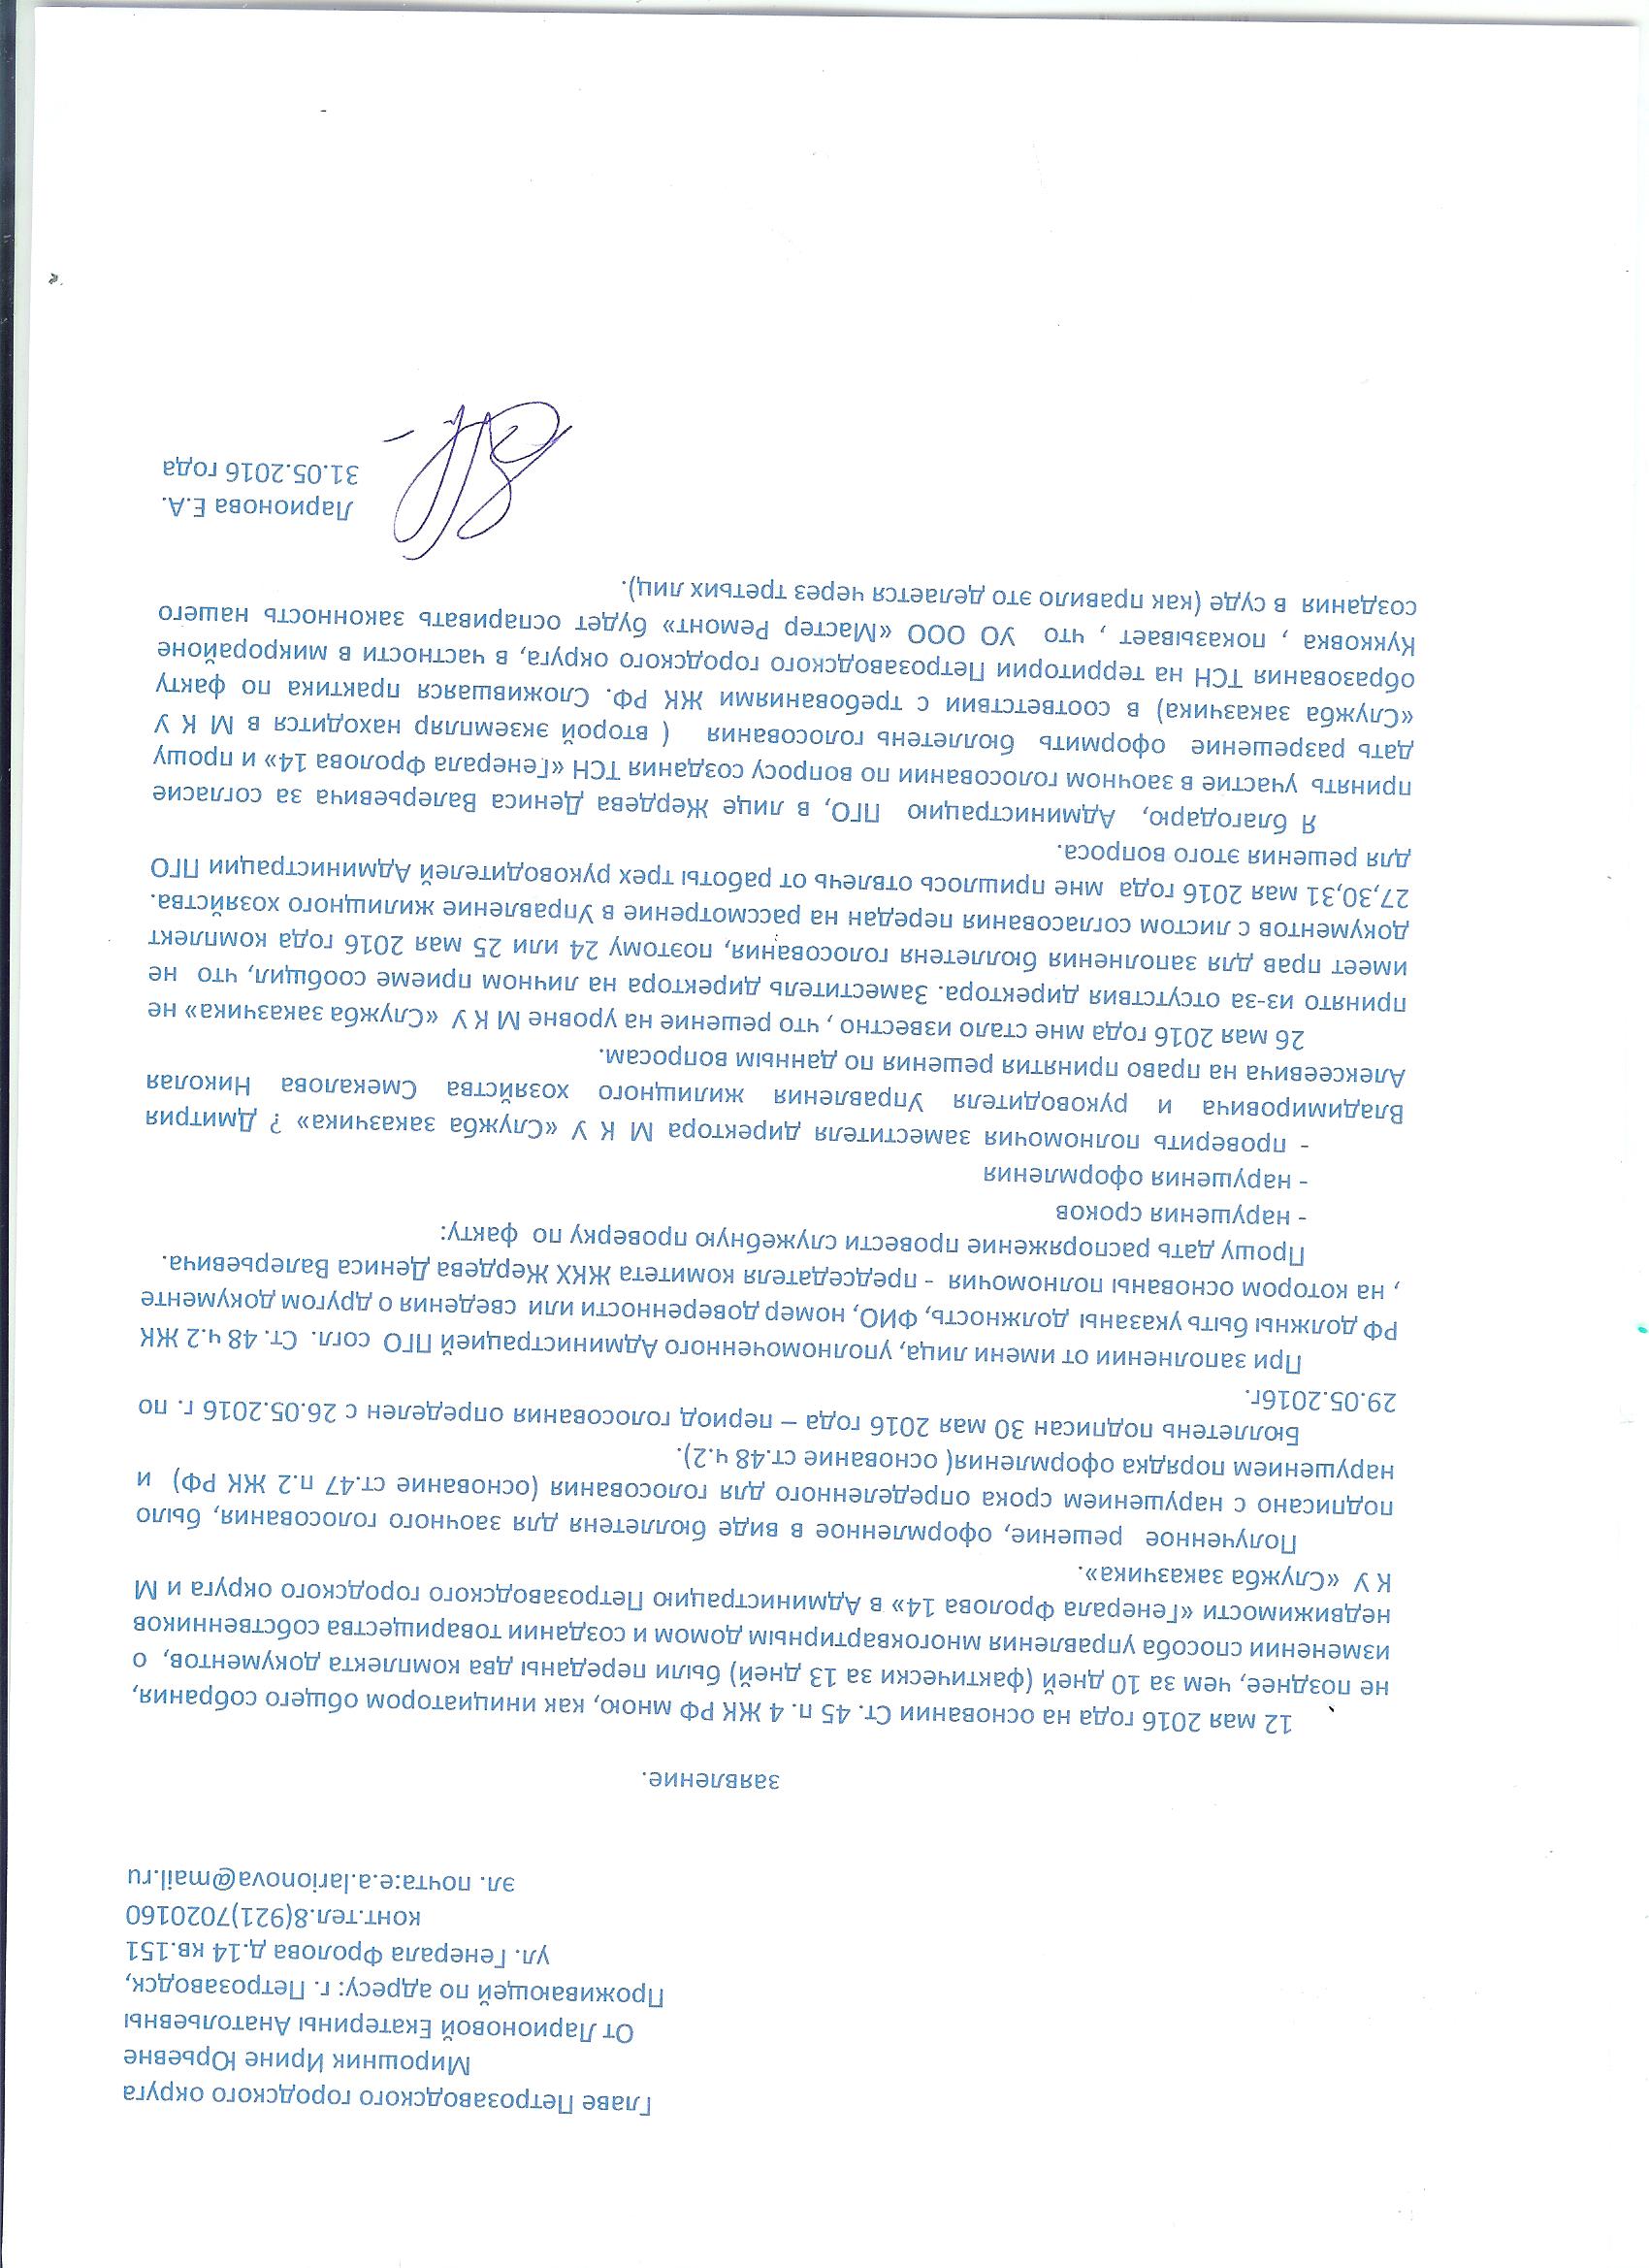 Главе Петрозаводского городского округа
Мирошник Ирине Юрьевне
От Ларионовой Екатерины Анатольевны
Проживающей по адресу: г. Петрозаводск,
ул. Генерала Фролова д.14 кв.151
конт.тел.8(921)7020160
эл. почта:e.a.larionova@mail.ru
заявление.
12 мая 2016 года на основании Ст. 45 п. 4 ЖК РФ мною, как инициатором общего собрания,
не позднее, чем за 10 дней (фактически за 13 дней) были переданы два комплекта документов, о
изменении способа управления многоквартирным домом и создании товарищества собственников
недвижимости «Генерала Фролова 14» в Администрацию Петрозаводского городского округа и М
К У «Служба заказчика».
Полученное решение, оформленное в виде бюллетеня для заочного голосования, было
подписано с нарушением срока определенного для голосования (основание ст.47 п.2 ЖК РФ) и
нарушением порядка оформления( основание ст.48 ч.2).
Бюллетень подписан 30 мая 2016 года – период голосования определен с 26.05.2016 г. по
29.05.2016г.
При заполнении от имени лица, уполномоченного Администрацией ПГО согл. Ст. 48 ч.2 ЖК
РФ должны быть указаны должность, ФИО, номер доверенности или сведения о другом документе
, на котором основаны полномочия - председателя комитета ЖКХ Жердева Дениса Валерьевича.
Прошу дать распоряжение провести служебную проверку по факту:
- нарушения сроков
- нарушения оформления
- проверить полномочия заместителя директора М К У «Служба заказчика» ? Дмитрия
Владимировича и руководителя Управления жилищного хозяйства Смекалова Николая
Алексеевича на право принятия решения по данным вопросам.
26 мая 2016 года мне стало известно , что решение на уровне М К У «Служба заказчика» не
принято из-за отсутствия директора. Заместитель директора на личном приеме сообщил, что не
имеет прав для заполнения бюллетеня голосования, поэтому 24 или 25 мая 2016 года комплект
документов с листом согласования передан на рассмотрение в Управление жилищного хозяйства.
27,30,31 мая 2016 года мне пришлось отвлечь от работы трех руководителей Администрации ПГО
для решения этого вопроса.
Я благодарю, Администрацию ПГО, в лице Жердева Дениса Валерьевича за согласие
принять участие в заочном голосовании по вопросу создания ТСН «Генерала Фролова 14» и прошу
дать разрешение оформить бюллетень голосования ( второй экземпляр находится в М К У
«Служба заказчика) в соответствии с требованиями ЖК РФ. Сложившаяся практика по факту
образования ТСН на территории Петрозаводского городского округа, в частности в микрорайоне
Кукковка , показывает , что УО ООО «Мастер Ремонт» будет оспаривать законность нашего
создания в суде (как правило это делается через третьих лиц).
Ларионова Е.А.
31.05.2016 года